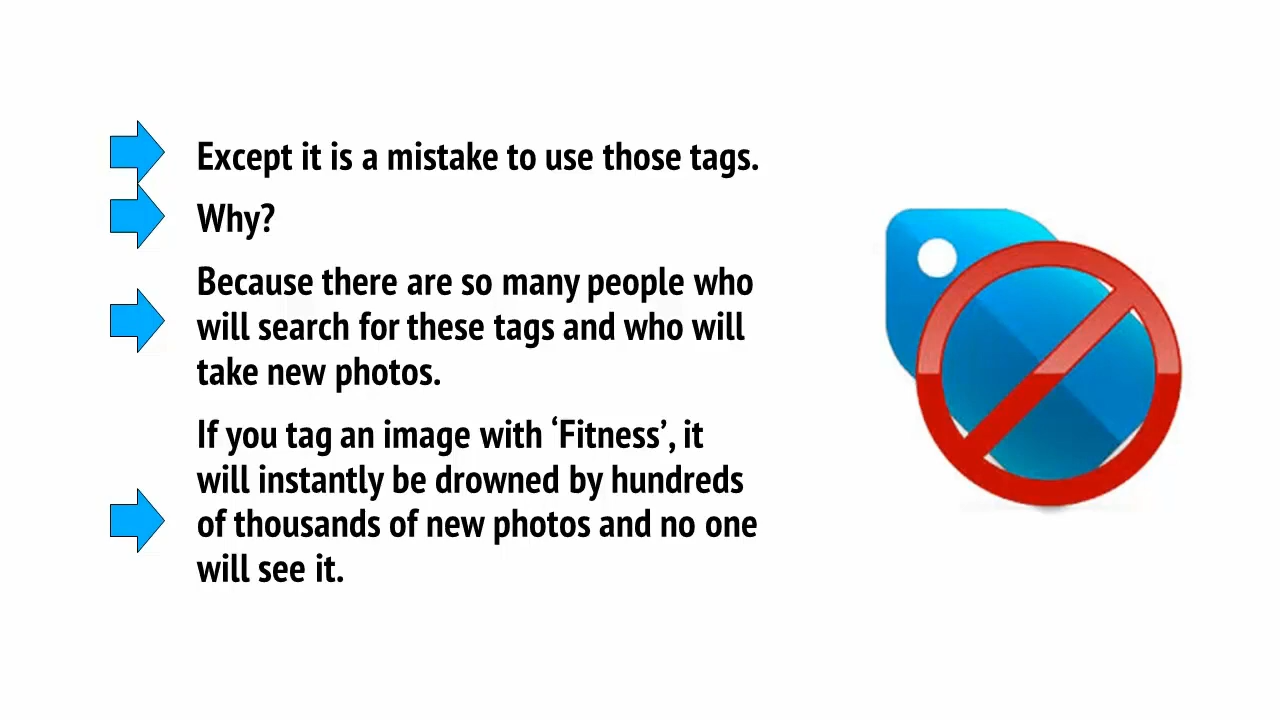 Except it is a mistake to use those tags.
Why?
Because there are so many people who
will search for these tags and who will
take new photos.
If you tag an image with ‘Fitness’, it
will instantly be drowned by hundreds
of thousands of new photos and no one
will see it.